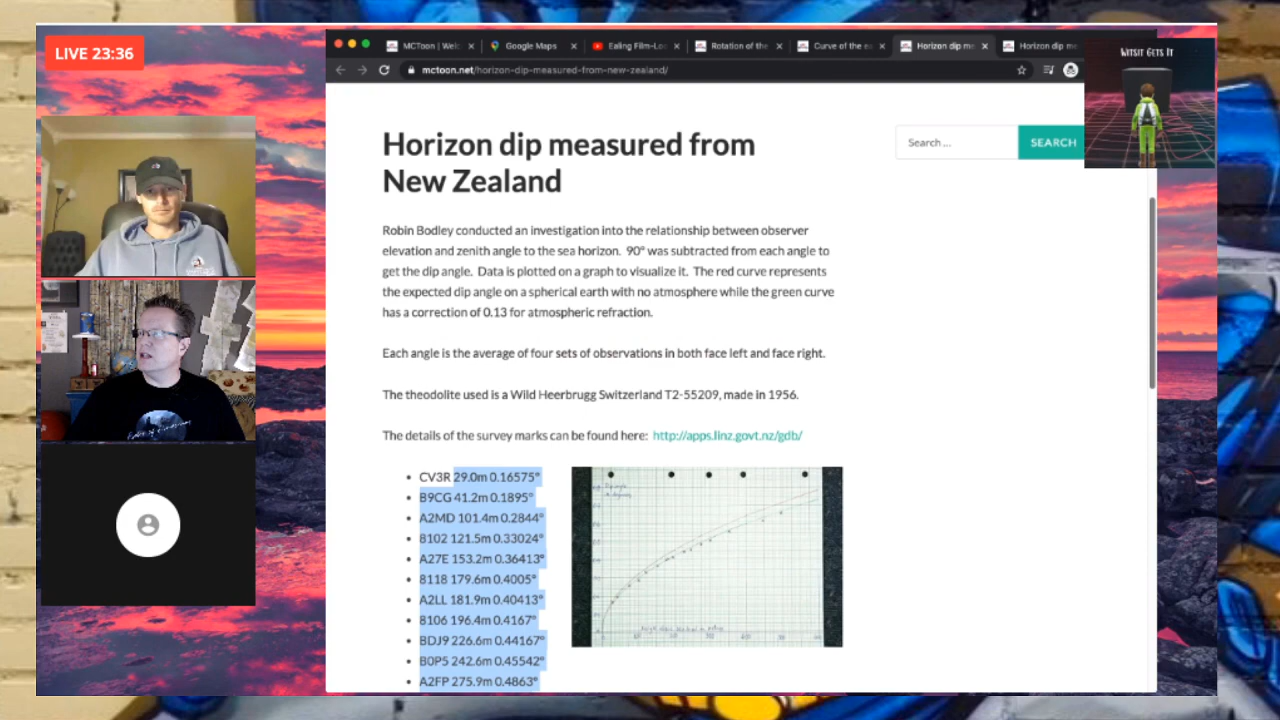 LIVE 23:36
MCToon | Welc
Google Maps
Ealing Film-Loo
Rotation of the
Curve of the ea
Horizon dip me
Horizon dip me
mctoon.net/horizon-dip-measured-from-new-zealand/
WITSIT GETS IT
Horizon dip measured from
New Zealand
Search ...
SEARCH
Robin Bodley conducted an investigation into the relationship between observer
elevation and zenith angle to the sea horizon. 90° was subtracted from each angle to
get the dip angle. Data is plotted on a graph to visualize it. The red curve represents
the expected dip angle on a spherical earth with no atmosphere while the green curve
has a correction of 0.13 for atmospheric refraction.
Each angle is the average of four sets of observations in both face left and face right.
The theodolite used is a Wild Heerbrugg Switzerland T2-55209, made in 1956.
The details of the survey marks can be found here: http://apps.linz.govt.nz/gdb/
CV3R 29.0m 0.16575°
B9CG 41.2m 0.1895°
A2MD 101.4m 0.2844°
8102 121.5m 0.33024°
A27E 153.2m 0.36413°
8118 179.6m 0.4005°
A2LL 181.9m 0.40413°
8106 196.4m 0.4167°
BDJ9 226.6m 0.44167°
B0P5 242.6m 0.45542°
A2FP 275.9m 0.4863°